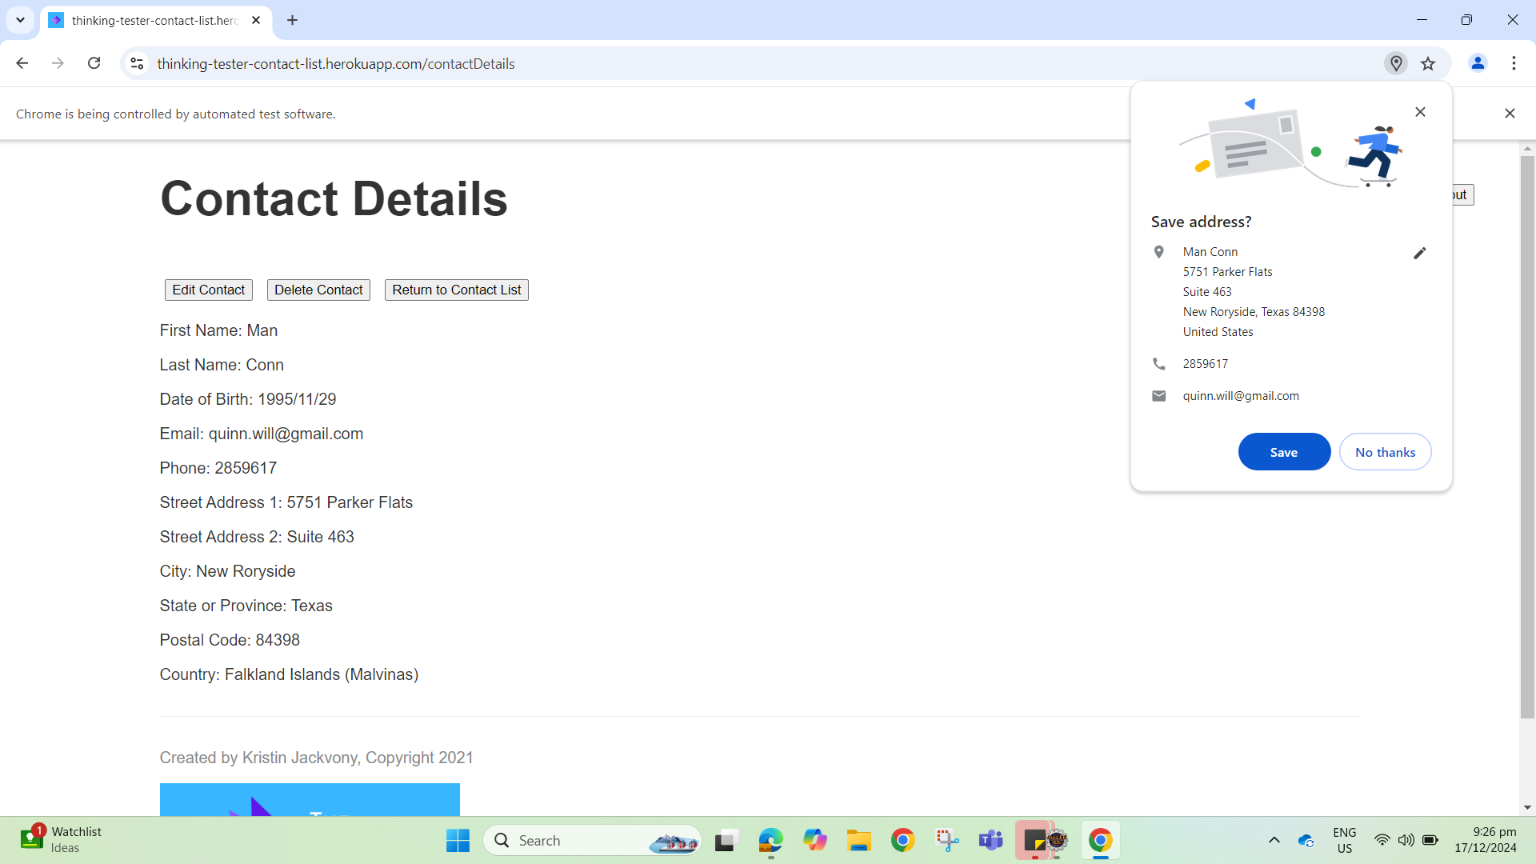 thinking-tester-contact-list.hero
thinking-tester-contact-list.herokuapp.com/contactDetails
Chrome is being controlled by automated test software.
Contact Details
Edit Contact
Delete Contact
Return to Contact List
First Name: Man
Last Name: Conn
Date of Birth: 1995/11/29
Email: quinn.will@gmail.com
Phone: 2859617
Street Address 1: 5751 Parker Flats
Street Address 2: Suite 463
City: New Roryside
State or Province: Texas
Postal Code: 84398
Country: Falkland Islands (Malvinas)
Created by Kristin Jackvony, Copyright 2021
Save address?
Man Conn
5751 Parker Flats
Suite 463
New Roryside, Texas 84398
United States
2859617
quinn.will@gmail.com
Save
No thanks
out
1
Watchlist
Ideas
Search
ENG
US
9:26 pm
17/12/2024